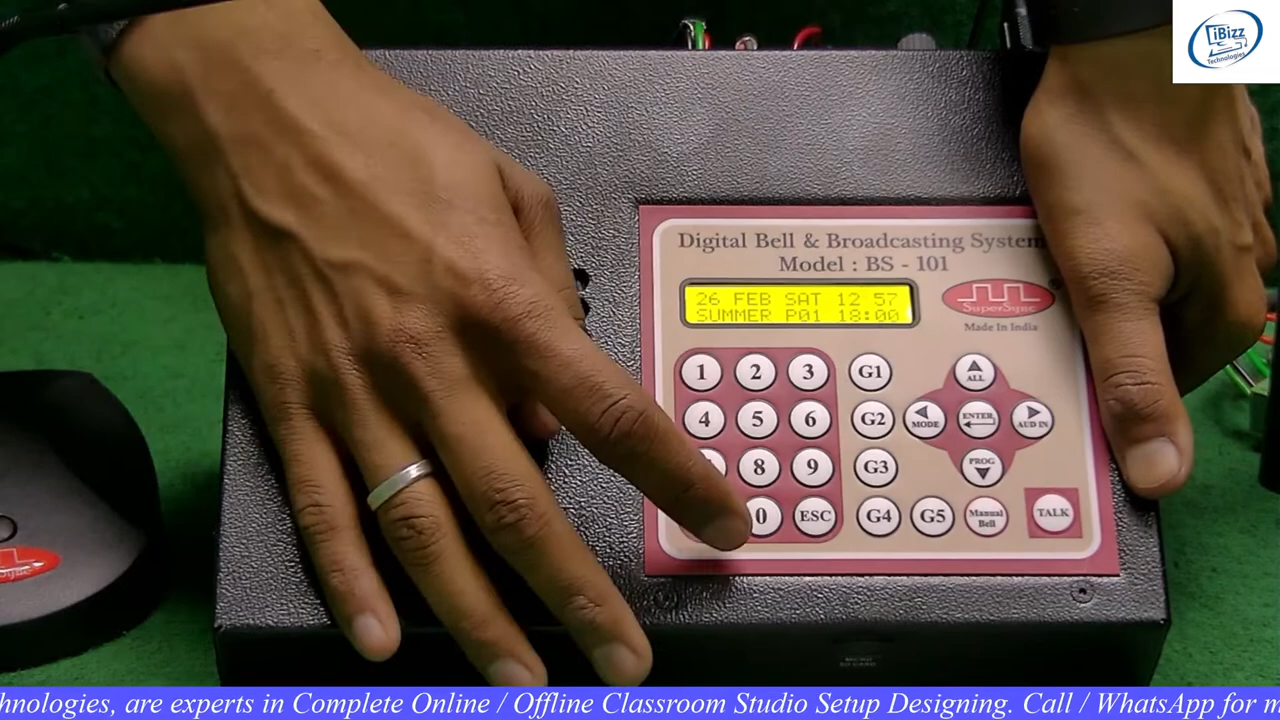 iBizz
Technologies
Digital Bell & Broadcasting System
Model : BS - 101
26 FEB SAT 12 57
SUMMER P01 18:00
SuperSync
Made In India
1 2 3 G1 ALL
4 5 6 G2 MODE ENTER AUD IN
8 9 G3 PROG
0 ESC G4 G5 Manual Bell TALK
hnologies, are experts in Complete Online / Offline Classroom Studio Setup Designing. Call / WhatsApp for m